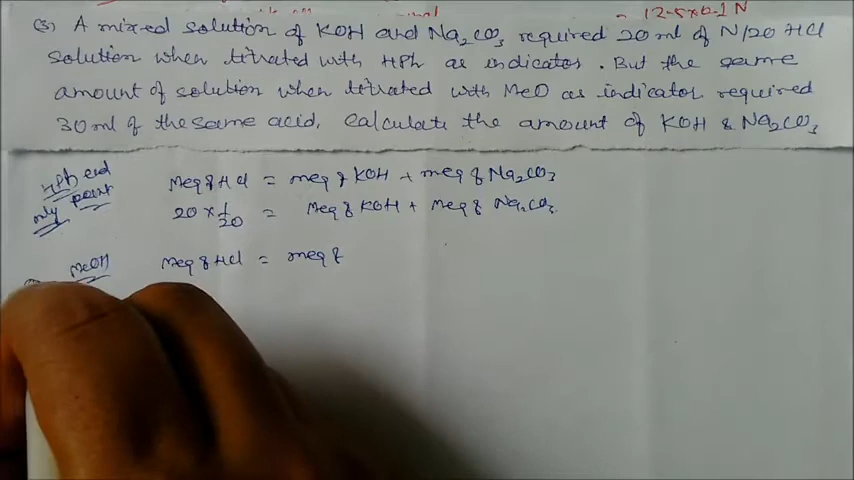 12.5x0.1 N
(3) A mixed solution of KOH and Na2CO3 required 20 ml of N/20 HCl
solution when titrated with HPh as indicator. But the same
amount of solution when titrated with MeO as indicator required
30 ml of the same acid. Calculate the amount of KOH & Na2CO3
HPh end
only point
Meq of HCl = meq of KOH + meq of Na2CO3
20 x 1/20 = Meq of KOH + Meq of Na2CO3
MeOH
Meq of HCl = meq of